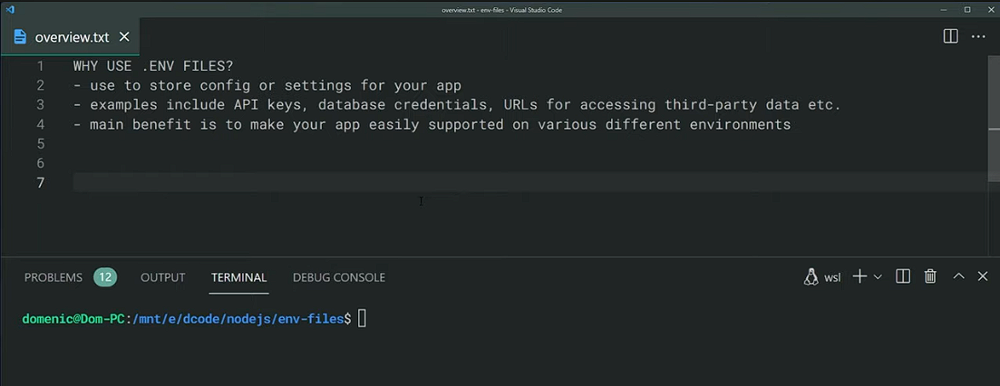 overview.txt - env-files - Visual Studio Code
overview.txt
1 WHY USE .ENV FILES?
2 - use to store config or settings for your app
3 - examples include API keys, database credentials, URLs for accessing third-party data etc.
4 - main benefit is to make your app easily supported on various different environments
5
6
7
PROBLEMS 12 OUTPUT TERMINAL DEBUG CONSOLE wsl
domenic@Dom-PC:/mnt/e/dcode/nodejs/env-files$